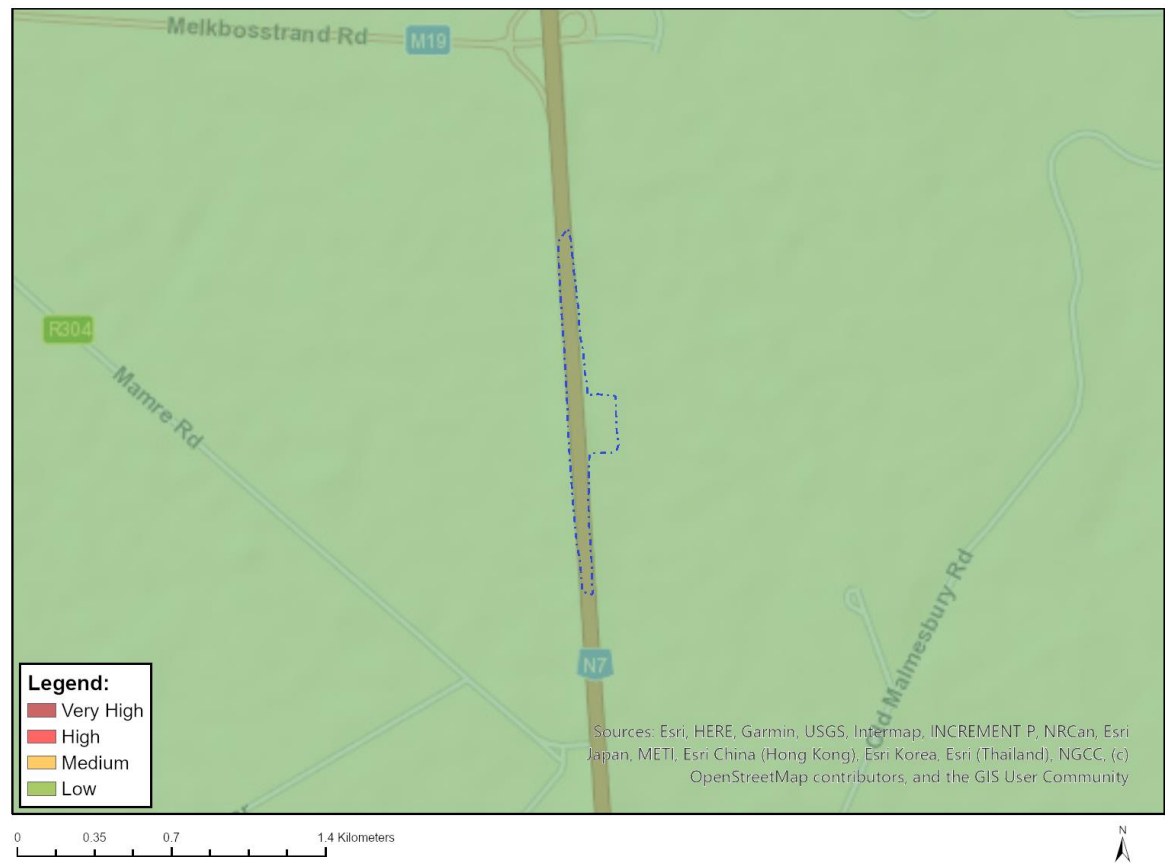 Melkbosstrand Rd
M19
R304
Mamre Rd
Old Malmesbury Rd
N7
Legend:
Very High
High
Medium
Low
Sources: Esri, HERE, Garmin, USGS, Intermap, INCREMENT P, NRCan, Esri
Japan, METI, Esri China (Hong Kong), Esri Korea, Esri (Thailand), NGCC, (c)
OpenStreetMap contributors, and the GIS User Community
0 0.35 0.7 1.4 Kilometers
N